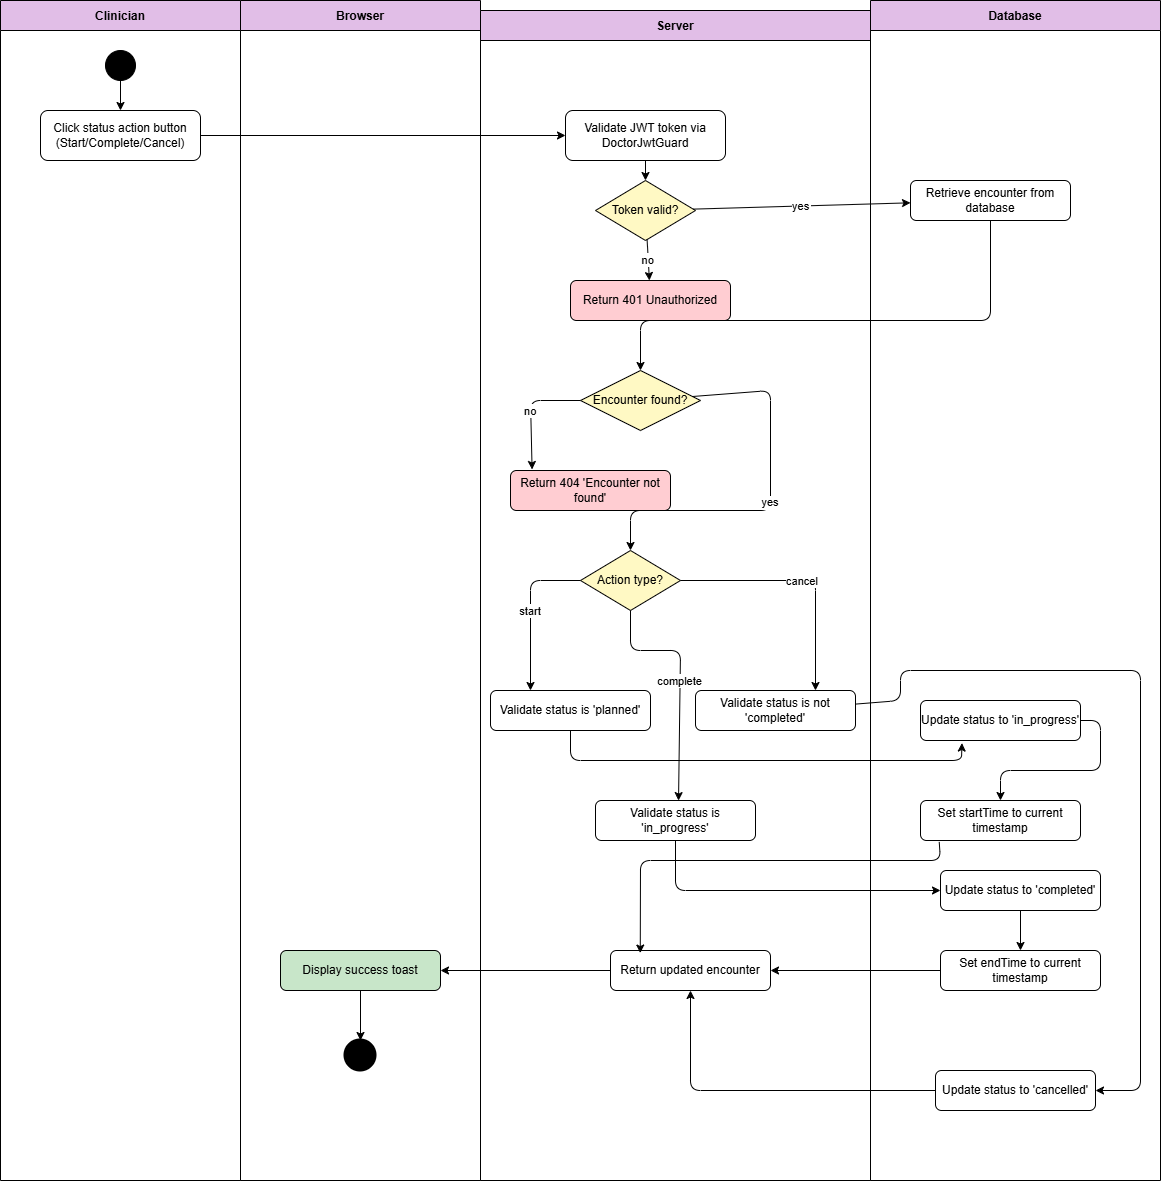 Clinician
Browser
Server
Database
Click status action button
(Start/Complete/Cancel)
Validate JWT token via
DoctorJwtGuard
Token valid?
yes
Retrieve encounter from
database
no
Return 401 Unauthorized
Encounter found?
no
Return 404 'Encounter not
found'
yes
Action type?
start
cancel
complete
Validate status is 'planned'
Validate status is not
'completed'
Update status to 'in_progress'
Validate status is
'in_progress'
Set startTime to current
timestamp
Update status to 'completed'
Display success toast
Return updated encounter
Set endTime to current
timestamp
Update status to 'cancelled'